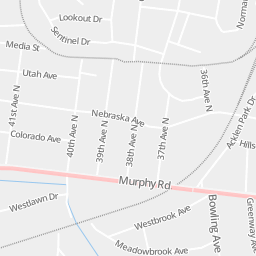 Lookout Dr
Norman
Sentinel Dr
Media St
Utah Ave
36th Ave N
41st Ave N
Nebraska Ave
Acklen Park Dr
Colorado Ave
40th Ave N
39th Ave N
38th Ave N
37th Ave N
Hills
Murphy Rd
Westlawn Dr
Westbrook Ave
Bowling Ave
Greenway Ave
Meadowbrook Ave